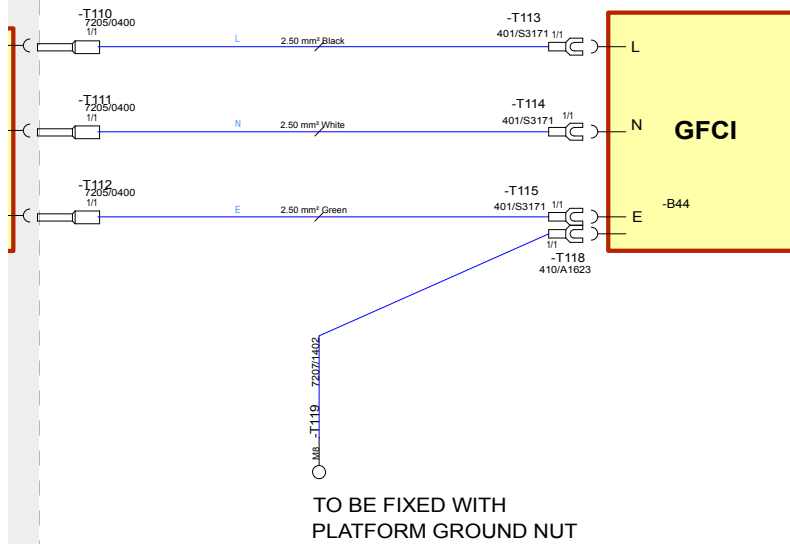 -T110
7205/0400
1/1
L
2.50 mm² Black
-T113
401/S3171 1/1
L
-T111
7205/0400
1/1
N
2.50 mm² White
-T114
401/S3171
1/1
N
GFCI
-T112
7205/0400
1/1
E
2.50 mm² Green
-T115
401/S3171 1/1
E
-B44
1/1
-T118
410/A1623
7207/1402
-T119
M8
TO BE FIXED WITH
PLATFORM GROUND NUT